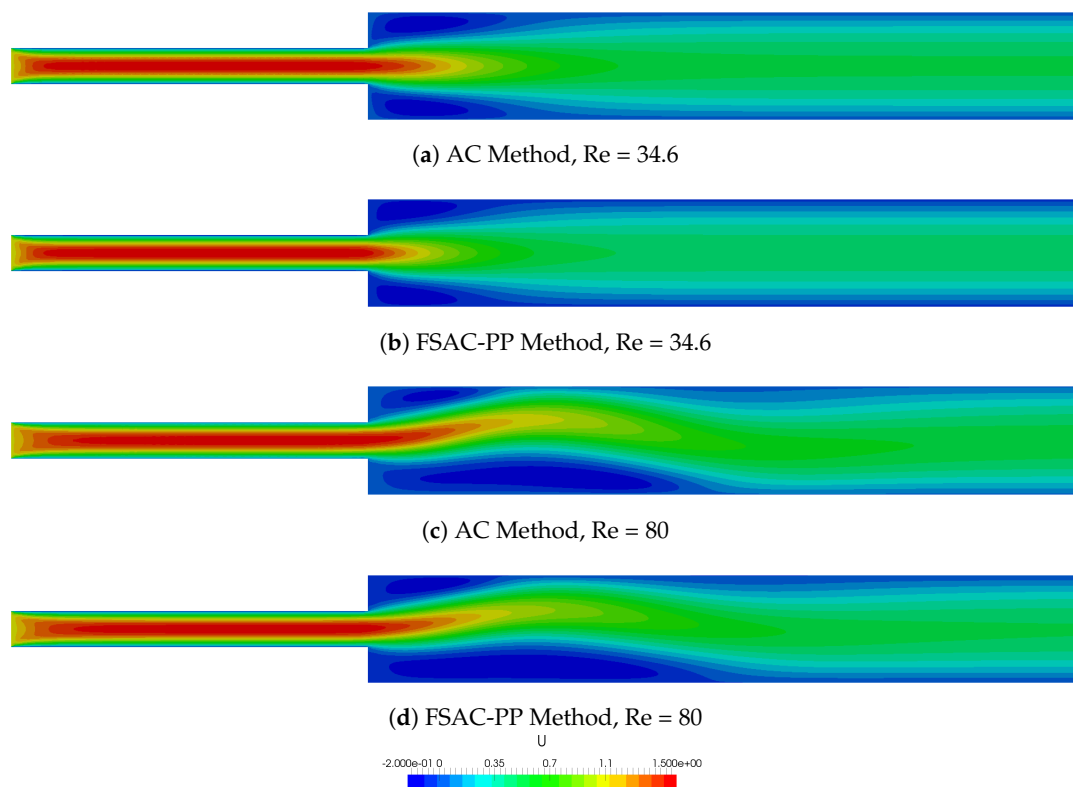 (a) AC Method, Re = 34.6
(b) FSAC-PP Method, Re = 34.6
(c) AC Method, Re = 80
(d) FSAC-PP Method, Re = 80
U
-2.000e-01 0 0.35 0.7 1.1 1.500e+00